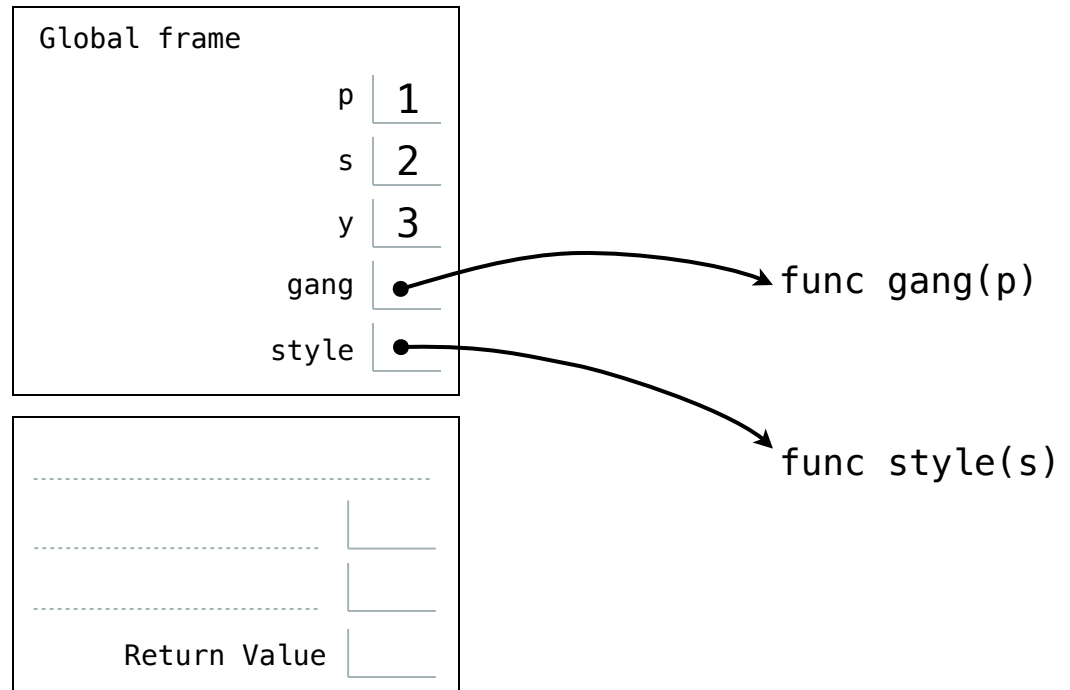 Global frame
p 1
s 2
y 3
gang
func gang(p)
style
func style(s)
Return Value